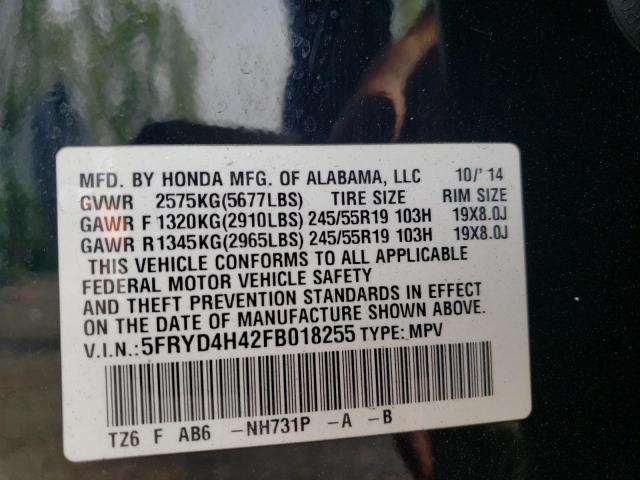 MFD. BY HONDA MFG. OF ALABAMA, LLC 10/'14
GVWR 2575KG(5677LBS) TIRE SIZE RIM SIZE
GAWR F 1320KG(2910LBS) 245/55R19 103H 19X8.0J
GAWR R1345KG(2965LBS) 245/55R19 103H 19X8.0J
THIS VEHICLE CONFORMS TO ALL APPLICABLE
FEDERAL MOTOR VEHICLE SAFETY
AND THEFT PREVENTION STANDARDS IN EFFECT
ON THE DATE OF MANUFACTURE SHOWN ABOVE.
V.I.N.: 5FRYD4H42FB018255 TYPE: MPV
TZ6 F AB6 -NH731P -A -B